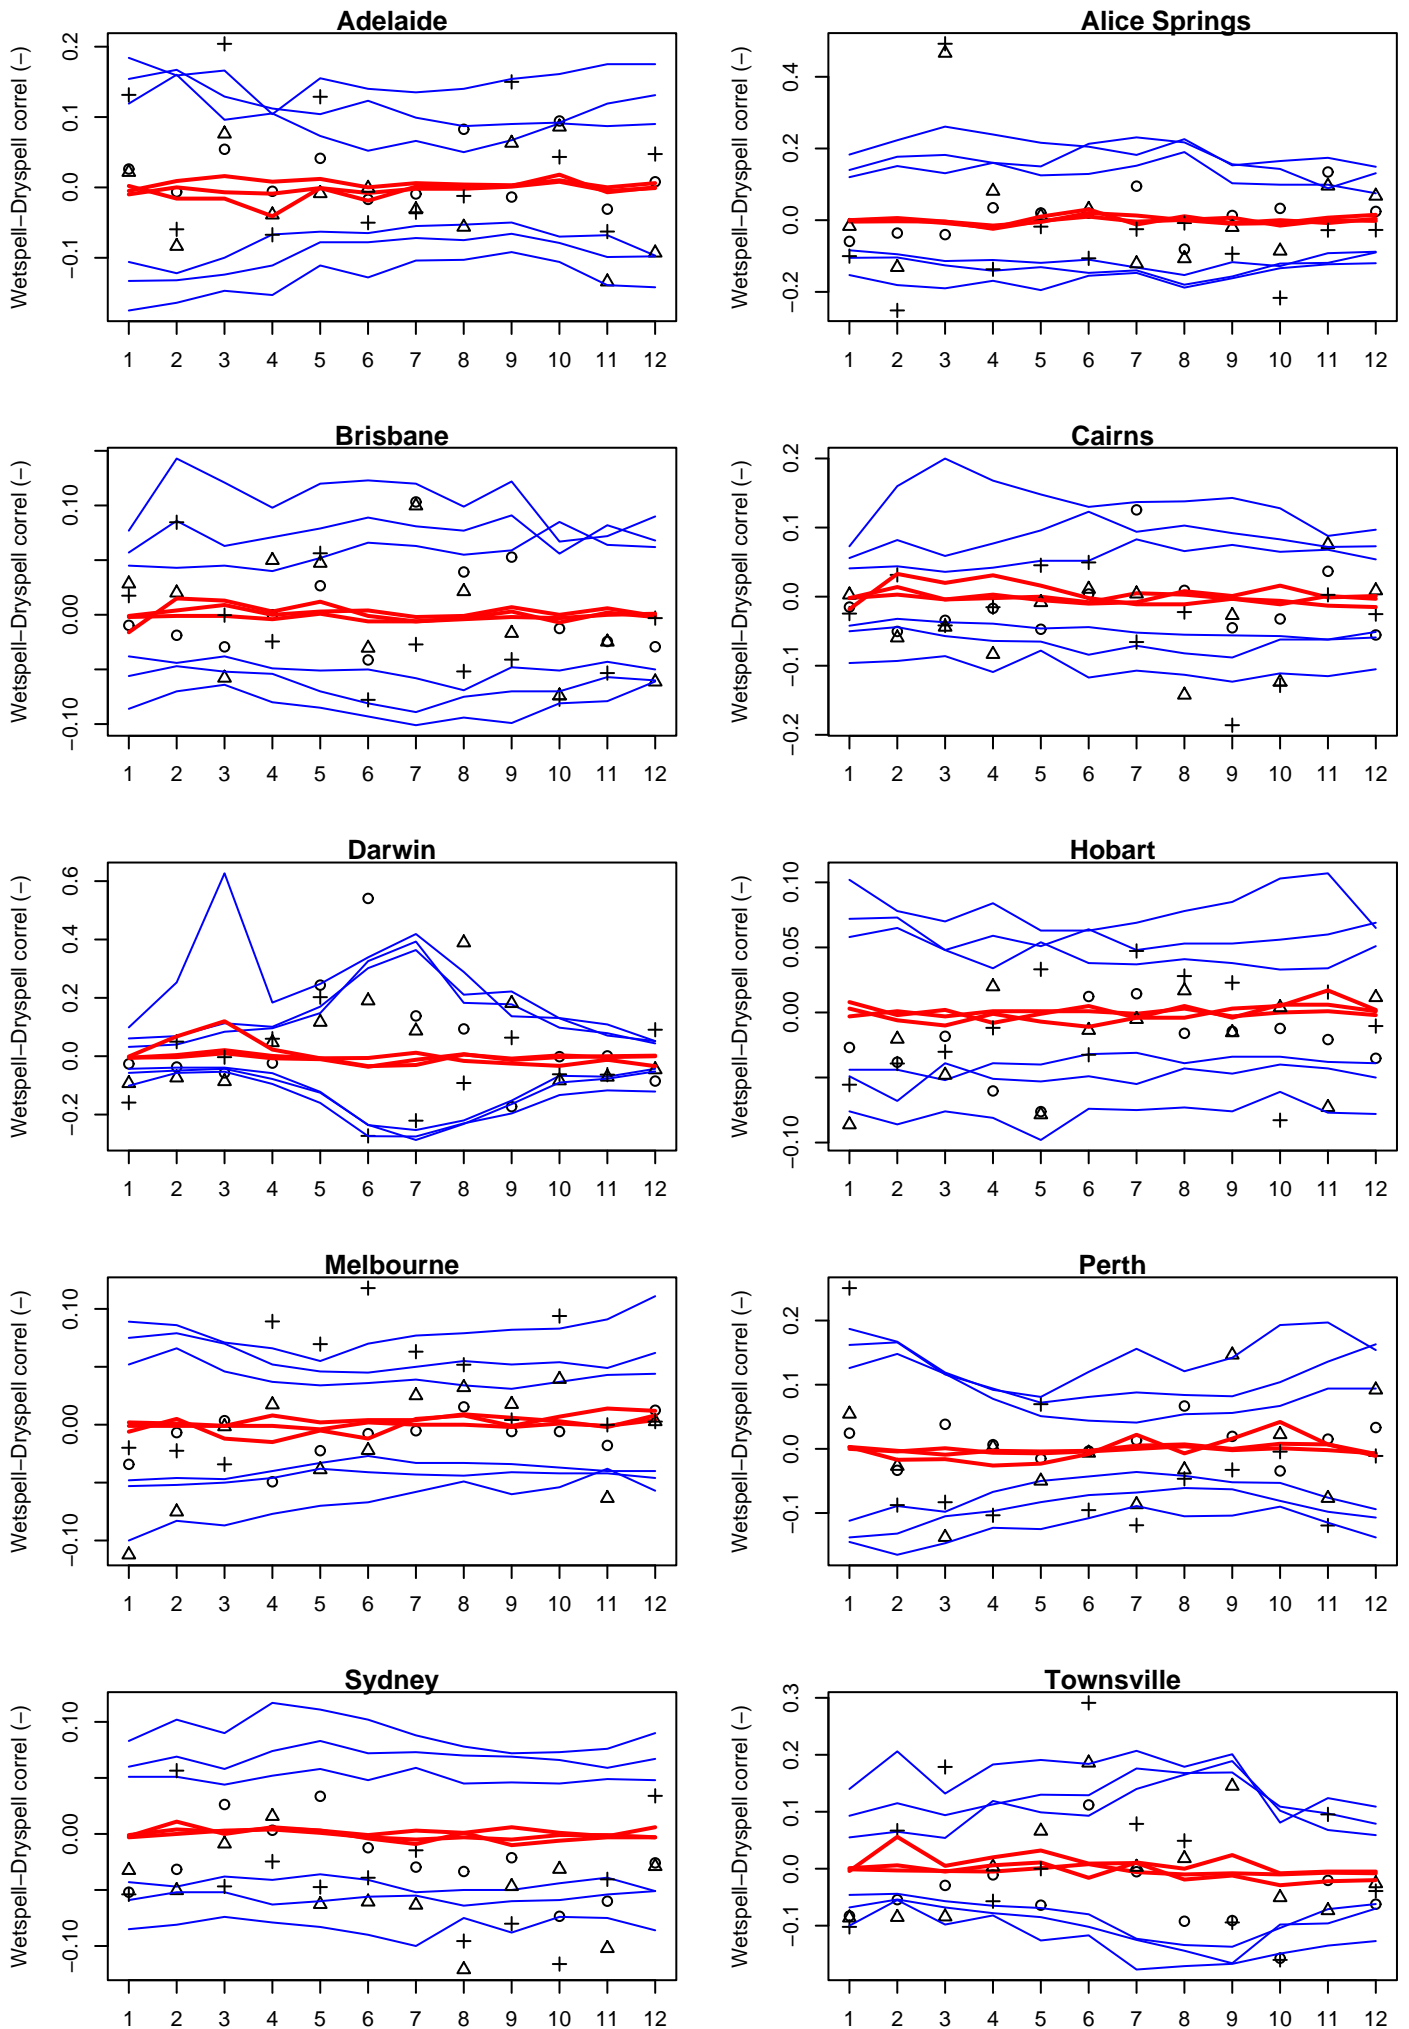 Adelaide
Wetspell−Dryspell correl (−)
0.2
0.1
0.0
−0.1
1 2 3 4 5 6 7 8 9 10 11 12
Alice Springs
Wetspell−Dryspell correl (−)
0.4
0.2
0.0
−0.2
1 2 3 4 5 6 7 8 9 10 11 12
Brisbane
Wetspell−Dryspell correl (−)
0.10
0.00
−0.10
1 2 3 4 5 6 7 8 9 10 11 12
Cairns
Wetspell−Dryspell correl (−)
0.2
0.1
0.0
−0.1
−0.2
1 2 3 4 5 6 7 8 9 10 11 12
Darwin
Wetspell−Dryspell correl (−)
0.6
0.4
0.2
0.0
−0.2
1 2 3 4 5 6 7 8 9 10 11 12
Hobart
Wetspell−Dryspell correl (−)
0.10
0.05
0.00
−0.10
1 2 3 4 5 6 7 8 9 10 11 12
Melbourne
Wetspell−Dryspell correl (−)
0.10
0.00
−0.10
1 2 3 4 5 6 7 8 9 10 11 12
Perth
Wetspell−Dryspell correl (−)
0.2
0.1
0.0
−0.1
1 2 3 4 5 6 7 8 9 10 11 12
Sydney
Wetspell−Dryspell correl (−)
0.10
0.00
−0.10
1 2 3 4 5 6 7 8 9 10 11 12
Townsville
Wetspell−Dryspell correl (−)
0.3
0.2
0.1
0.0
−0.1
1 2 3 4 5 6 7 8 9 10 11 12